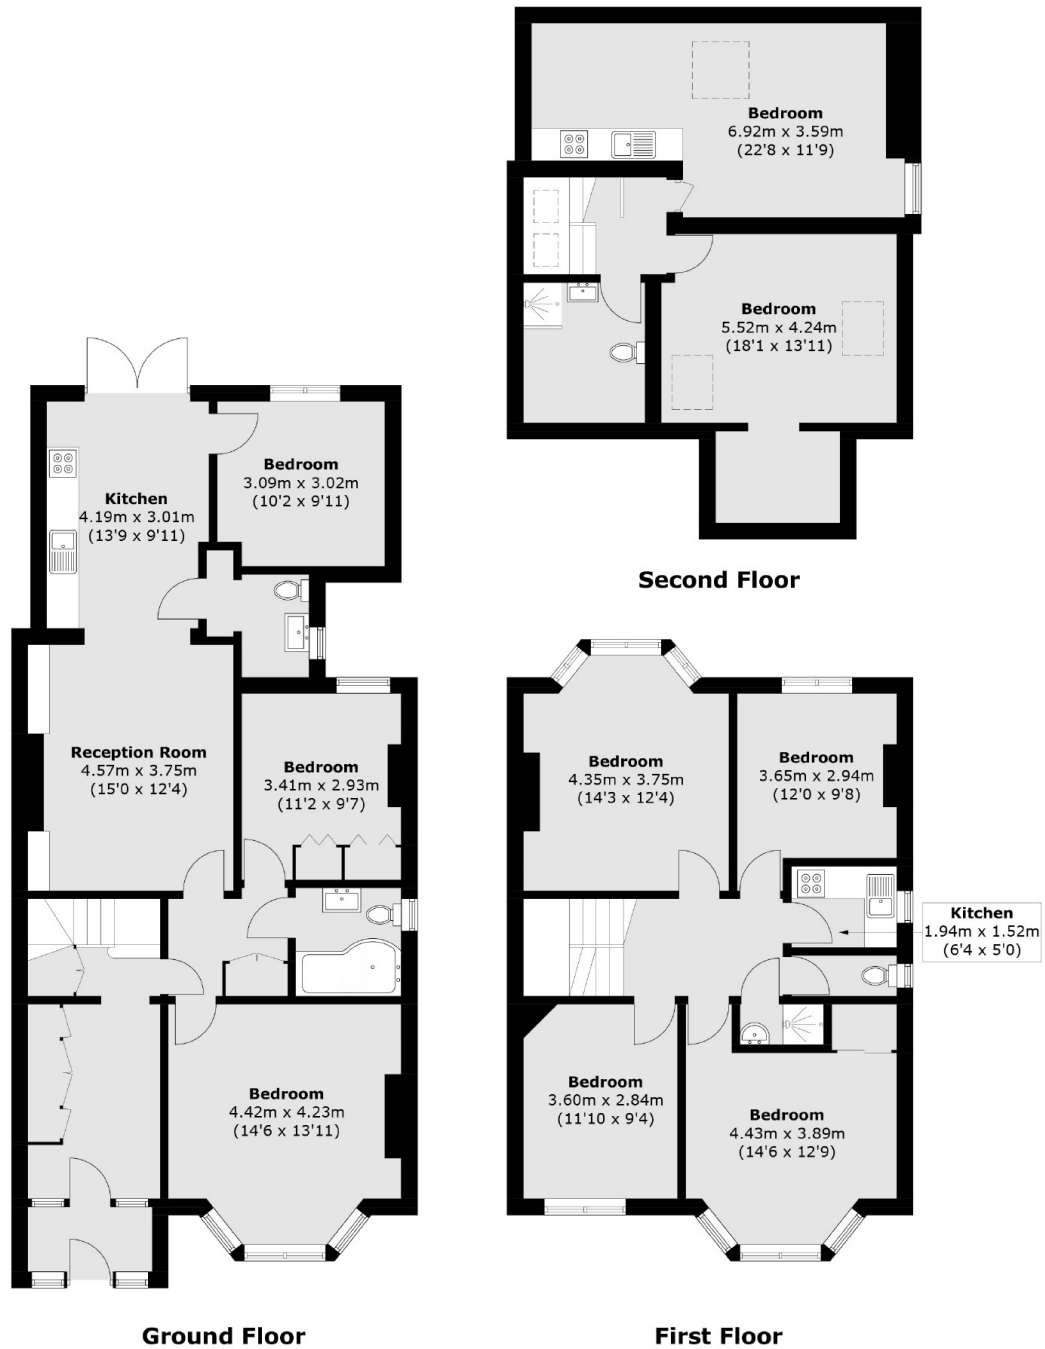 Bedroom
6.92m x 3.59m
(22'8 x 11'9)
Bedroom
5.52m x 4.24m
(18'1 x 13'11)
Second Floor
Kitchen
4.19m x 3.01m
(13'9 x 9'11)
Bedroom
3.09m x 3.02m
(10'2 x 9'11)
Reception Room
4.57m x 3.75m
(15'0 x 12'4)
Bedroom
3.41m x 2.93m
(11'2 x 9'7)
Bedroom
4.42m x 4.23m
(14'6 x 13'11)
Ground Floor
Bedroom
4.35m x 3.75m
(14'3 x 12'4)
Bedroom
3.65m x 2.94m
(12'0 x 9'8)
Kitchen
1.94m x 1.52m
(6'4 x 5'0)
Bedroom
3.60m x 2.84m
(11'10 x 9'4)
Bedroom
4.43m x 3.89m
(14'6 x 12'9)
First Floor